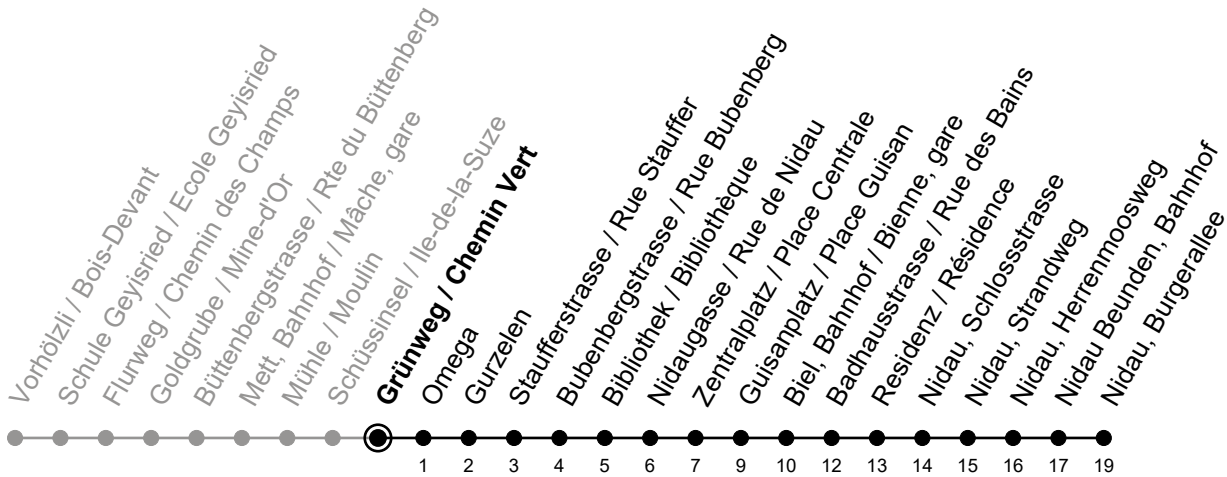 Vorhölzli / Bois-Devant
Schule Geyisried / Ecole Geyisried
Flurweg / Chemin des Champs
Goldgrube / Mine-d'Or
Büttenbergstrasse / Rte du Büttenberg
Mett, Bahnhof / Mâche, gare
Mühle / Moulin
Schüssinsel / Ile-de-la-Suze
Grünweg / Chemin Vert
Omega
Gurzelen
Staufferstrasse / Rue Stauffer
Bubenbergstrasse / Rue Bubenberg
Bibliothek / Bibliothèque
Nidaugasse / Rue de Nidau
Zentralplatz / Place Centrale
Guisanplatz / Place Guisan
Biel, Bahnhof / Bienne, gare
Badhausstrasse / Rue des Bains
Residenz / Résidence
Nidau, Schlossstrasse
Nidau, Strandweg
Nidau, Herrenmoosweg
Nidau Beunden, Bahnhof
Nidau, Burgerallee
1 2 3 4 5 6 7 9 10 12 13 14 15 16 17 19